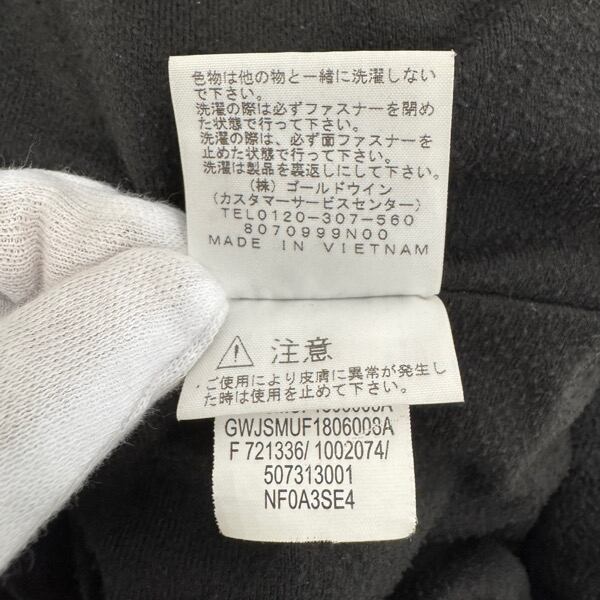 色物は他の物と一緒に洗濯しない
で下さい。
洗濯の際は必ずファスナーを閉め
た状態で行って下さい。
洗濯の際は、必ず面ファスナーを
止めた状態で行って下さい。
洗濯は製品を裏返しにして下さい。
(株) ゴールドウイン
(カスタマーサービスセンター)
TEL0120-307-560
8070999N00
MADE IN VIETNAM
注意
ご使用により皮膚に異常が発生し
た時は使用を止めて下さい。
GWJSMUF1806008A
F 721336/ 1002074/
507313001
NF0A3SE4